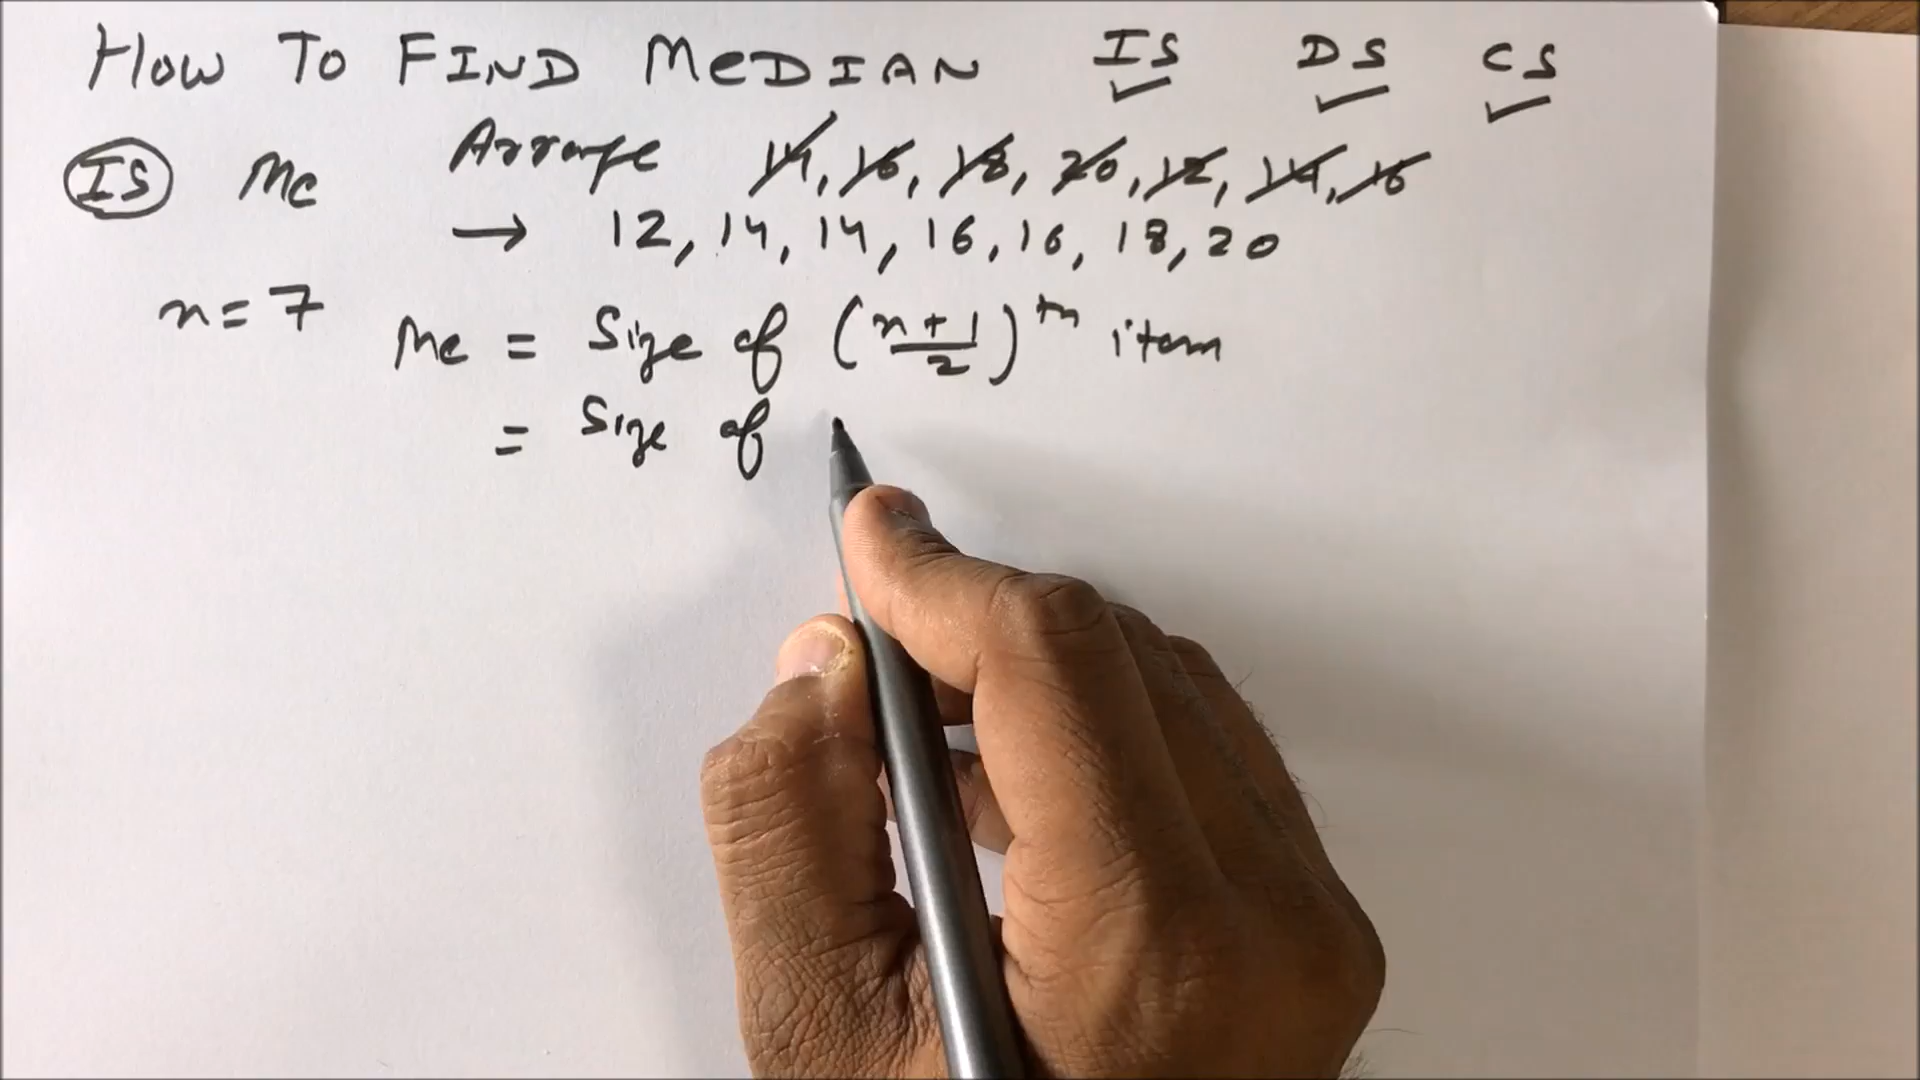 HOW TO FIND MEDIAN IS DS CS
IS Me Arrange 14, 16, 18, 20, 12, 14, 16
→ 12, 14, 14, 16, 16, 18, 20
n = 7 Me = Size of (n+1/2)th item
= Size of